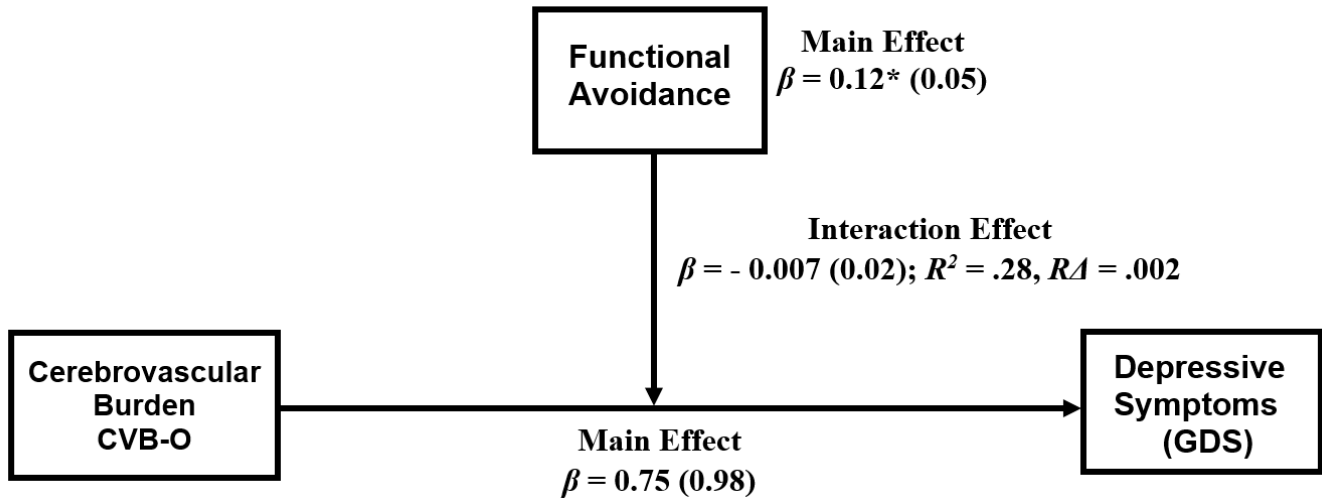 Functional
Avoidance
Main Effect
β = 0.12* (0.05)
Interaction Effect
β = - 0.007 (0.02); R² = .28, RΔ = .002
Cerebrovascular
Burden
CVB-O
Main Effect
β = 0.75 (0.98)
Depressive
Symptoms
(GDS)